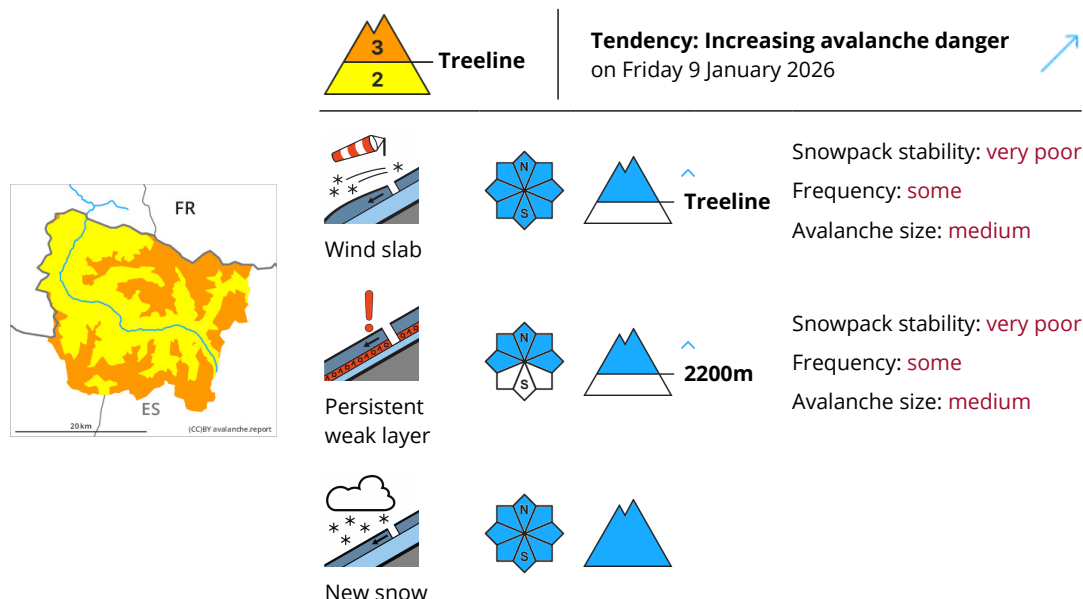 3
2
Treeline
Tendency: Increasing avalanche danger
on Friday 9 January 2026
FR
ES
20 km
(CC)BY avalanche.report
N
S
Treeline
Wind slab
Snowpack stability: very poor
Frequency: some
Avalanche size: medium
N
S
2200m
Persistent
weak layer
Snowpack stability: very poor
Frequency: some
Avalanche size: medium
N
S
New snow